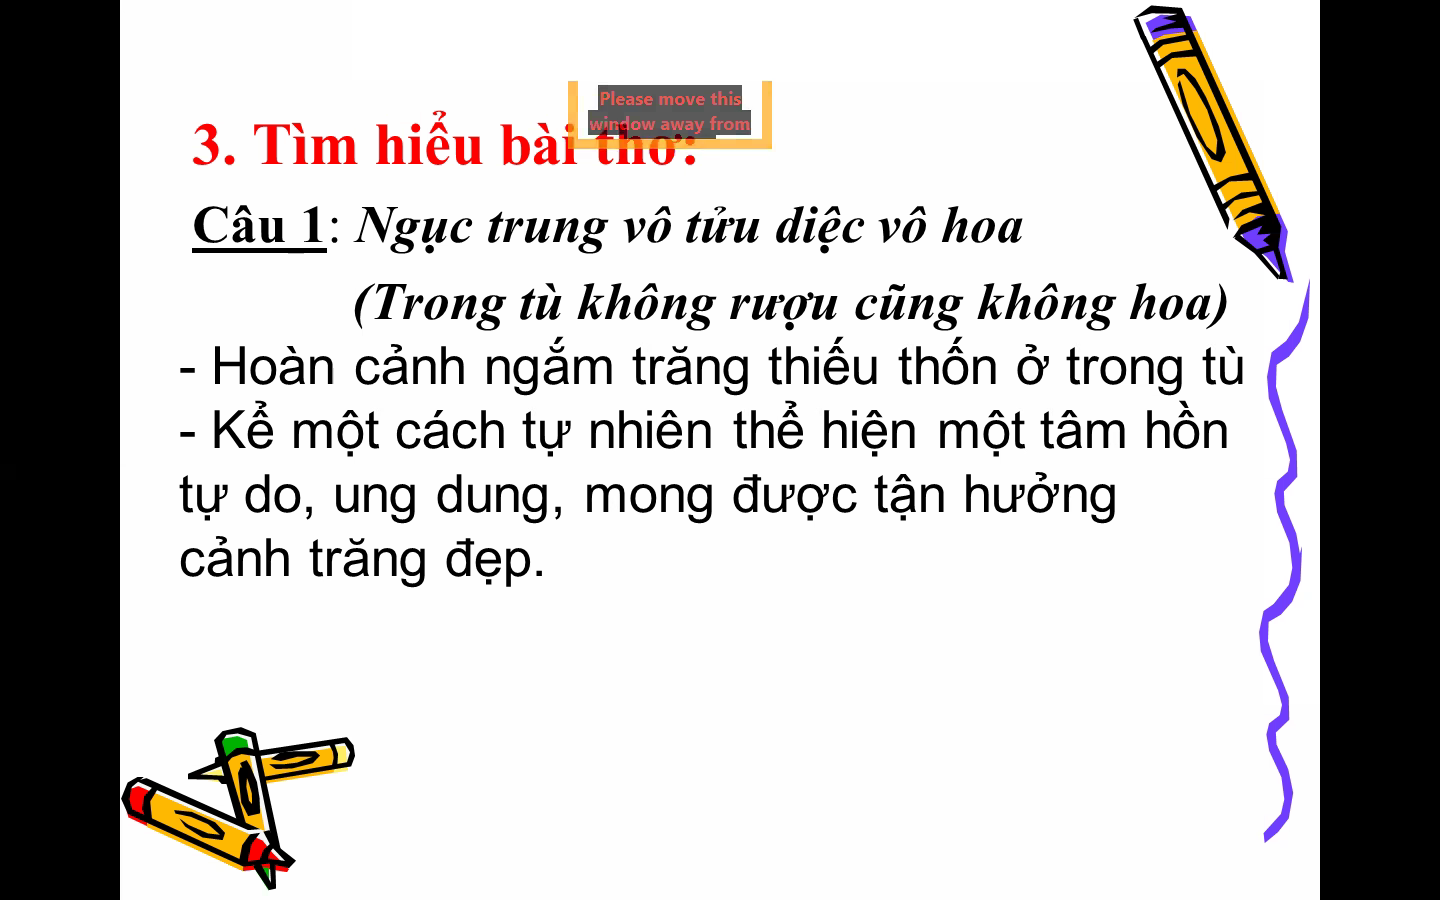 Please move this
window away from
3. Tìm hiểu bài thơ:
Câu 1: Ngục trung vô tửu diệc vô hoa
(Trong tù không rượu cũng không hoa)
- Hoàn cảnh ngắm trăng thiếu thốn ở trong tù
- Kể một cách tự nhiên thể hiện một tâm hồn
tự do, ung dung, mong được tận hưởng
cảnh trăng đẹp.